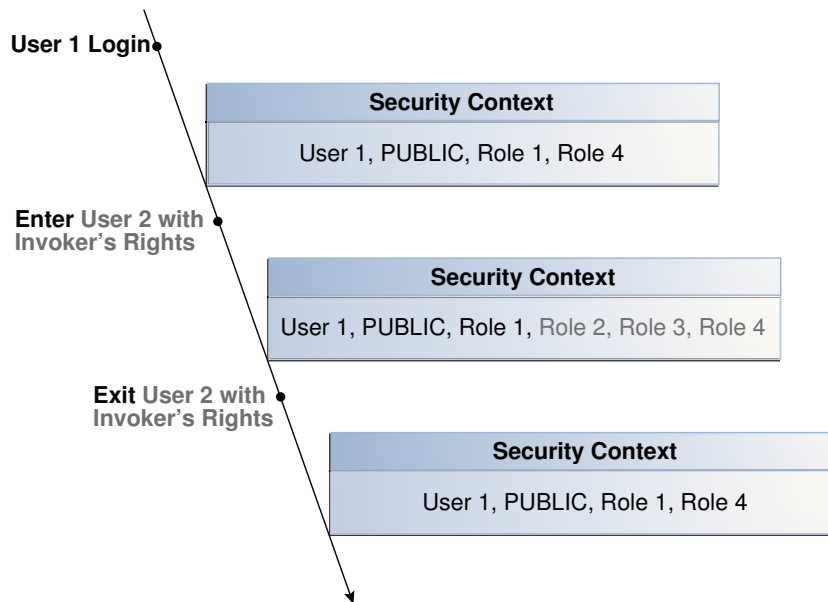 User 1 Login
Security Context
User 1, PUBLIC, Role 1, Role 4
Enter User 2 with
Invoker’s Rights
Security Context
User 1, PUBLIC, Role 1, Role 2, Role 3, Role 4
Exit User 2 with
Invoker’s Rights
Security Context
User 1, PUBLIC, Role 1, Role 4